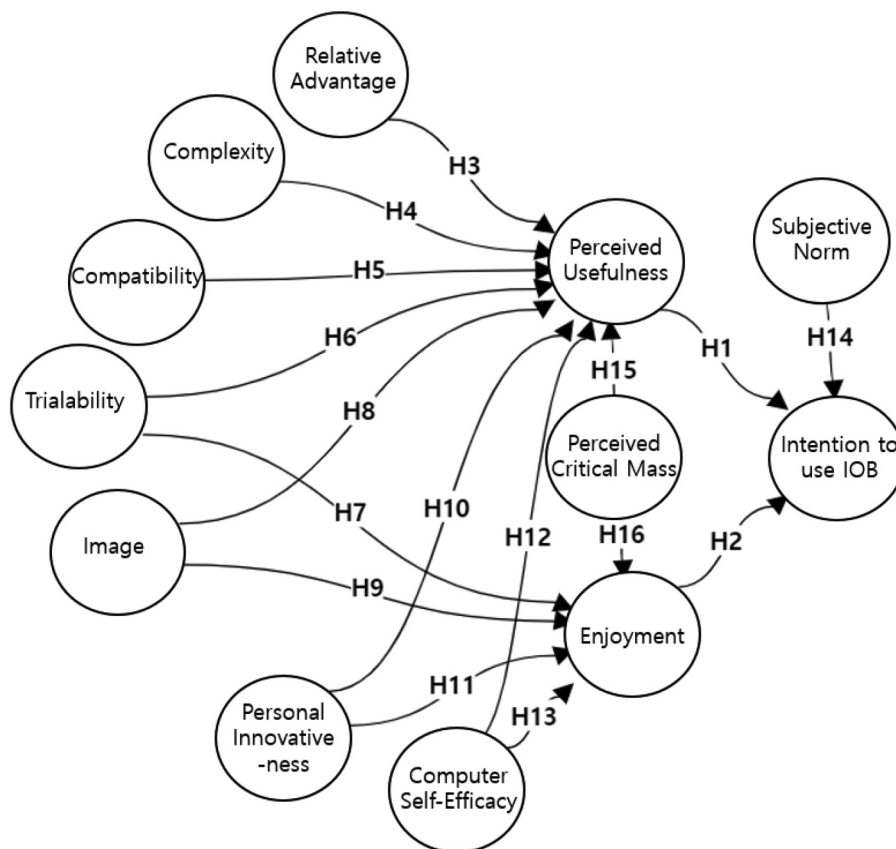 Relative
Advantage
Complexity
H3
H4
Compatibility
H5
Perceived
Usefulness
Subjective
Norm
H6
H1
H14
Trialability
H8
H15
Perceived
Critical Mass
Intention to
use IOB
H7
H10
H12
H16
H2
Image
H9
Enjoyment
H11
H13
Personal
Innovative
-ness
Computer
Self-Efficacy